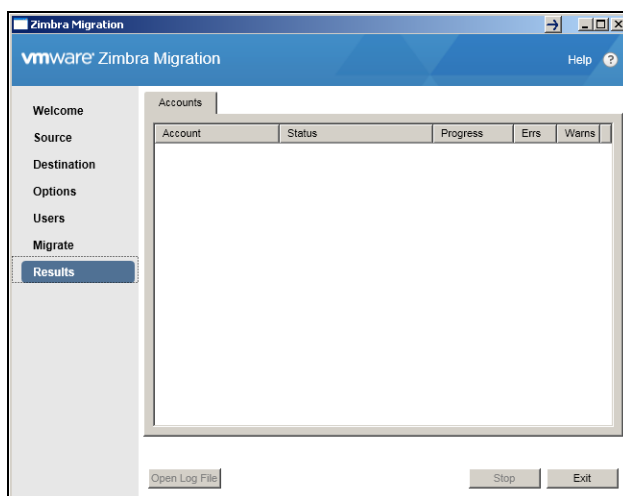 Zimbra Migration
vmware® Zimbra Migration
Help ?
Welcome
Source
Destination
Options
Users
Migrate
Results
Accounts
Account Status Progress Errs Warns
Open Log File Stop Exit